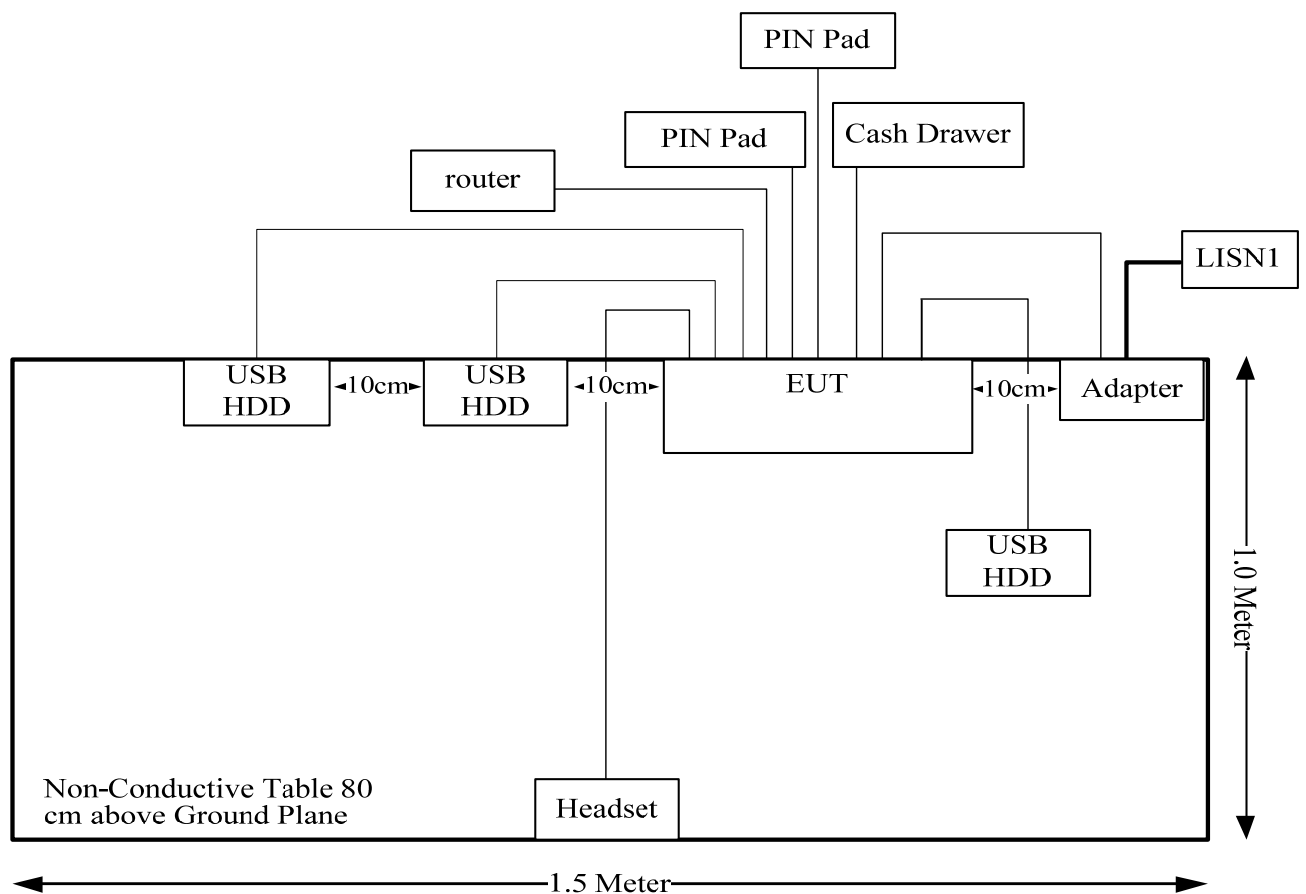 PIN Pad
PIN Pad
Cash Drawer
router
LISN1
USB
HDD
10cm
USB
HDD
10cm
EUT
10cm
Adapter
USB
HDD
1.0 Meter
Non-Conductive Table 80
cm above Ground Plane
Headset
1.5 Meter